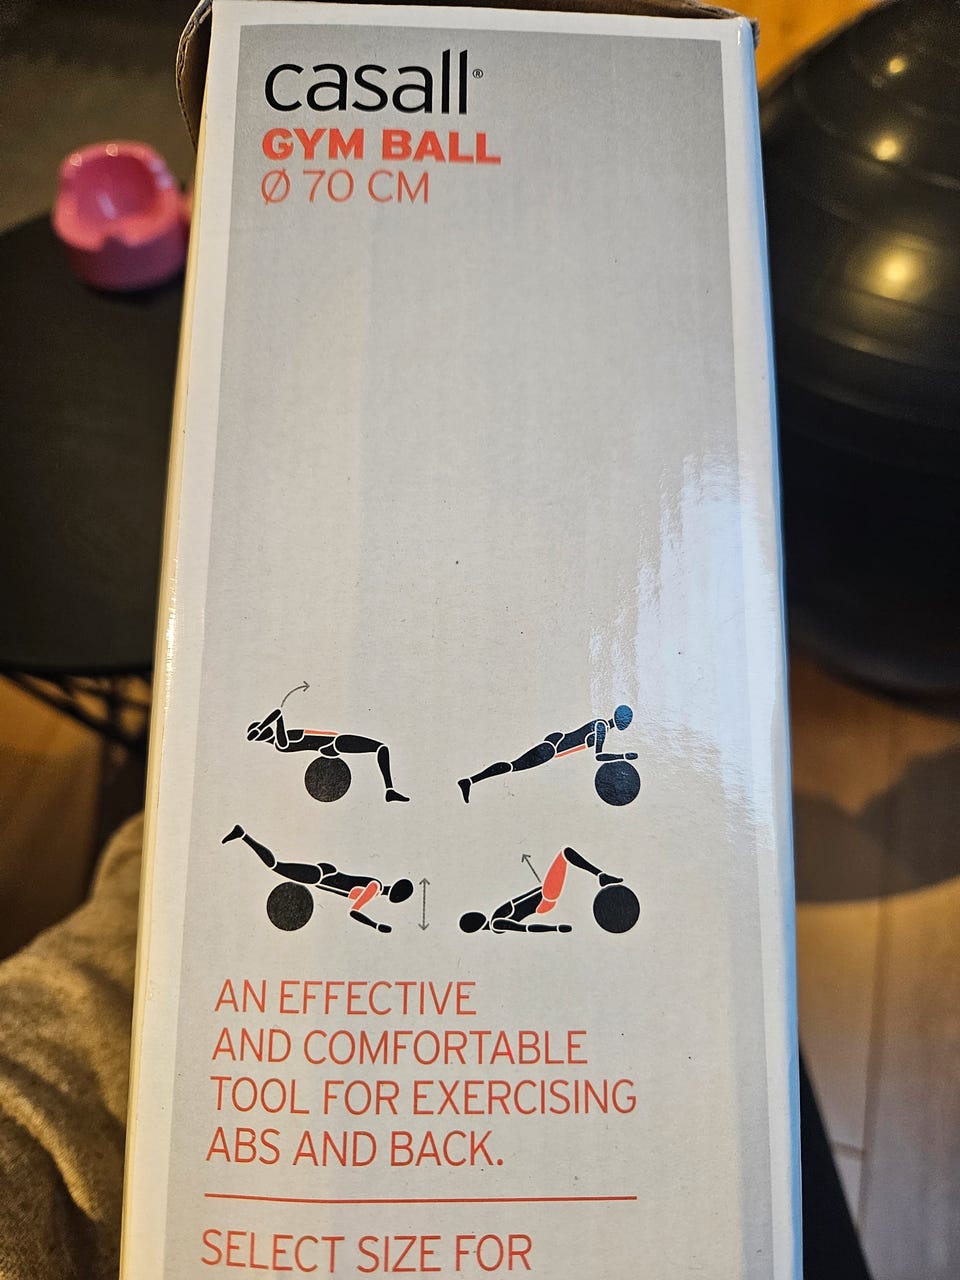 casall®
GYM BALL
Ø 70 CM
AN EFFECTIVE
AND COMFORTABLE
TOOL FOR EXERCISING
ABS AND BACK.
SELECT SIZE FOR